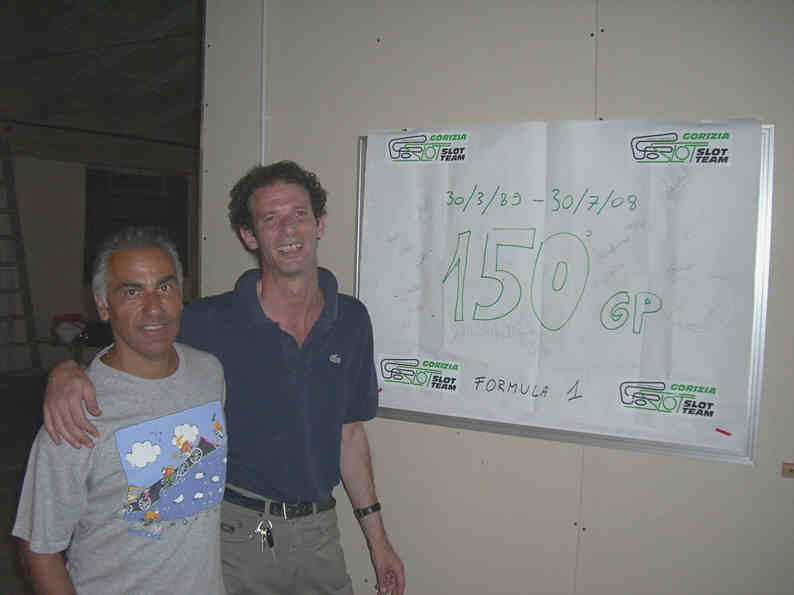 GORIZIA
SLOT
TEAM
GORIZIA
SLOT
TEAM
30/3/89 - 30/7/08
150° GP
GORIZIA
SLOT
TEAM
FORMULA 1
GORIZIA
SLOT
TEAM